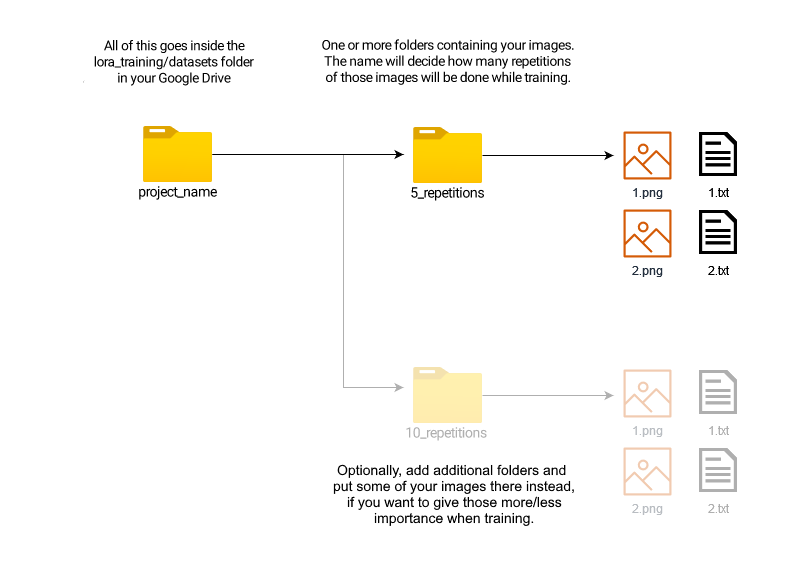 All of this goes inside the
lora_training/datasets folder
in your Google Drive
One or more folders containing your images.
The name will decide how many repetitions
of those images will be done while training.
project_name
5_repetitions
1.png
1.txt
2.png
2.txt
10_repetitions
1.png
1.txt
2.png
2.txt
Optionally, add additional folders and
put some of your images there instead,
if you want to give those more/less
importance when training.